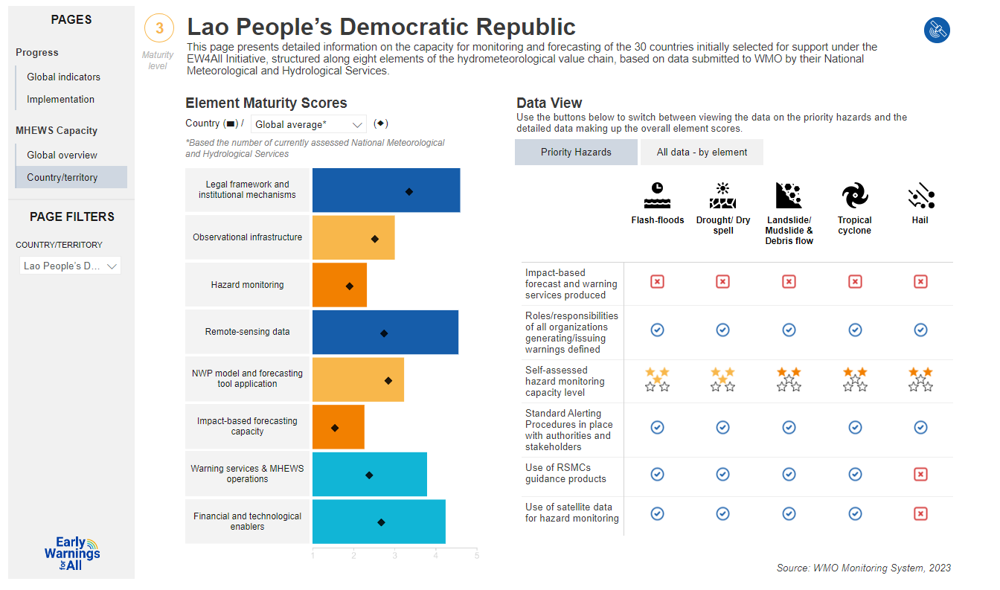 PAGES
Progress
Global indicators
Implementation
MHEWS Capacity
Global overview
Country/territory
PAGE FILTERS
COUNTRY/TERRITORY
Lao People’s D...
Early
Warnings
for All
3
Maturity
level
Lao People’s Democratic Republic
This page presents detailed information on the capacity for monitoring and forecasting of the 30 countries initially selected for support under the
EW4All Initiative, structured along eight elements of the hydrometeorological value chain, based on data submitted to WMO by their National
Meteorological and Hydrological Services.
Element Maturity Scores
Country (■) / Global average* (◆)
*Based the number of currently assessed National Meteorological
and Hydrological Services
Legal framework and
institutional mechanisms
Observational infrastructure
Hazard monitoring
Remote-sensing data
NWP model and forecasting
tool application
Impact-based forecasting
capacity
Warning services & MHEWS
operations
Financial and technological
enablers
1 2 3 4 5
Data View
Use the buttons below to switch between viewing the data on the priority hazards and the
detailed data making up the overall element scores.
Priority Hazards
All data - by element
Flash-floods
Drought/ Dry
spell
Landslide/
Mudslide &
Debris flow
Tropical
cyclone
Hail
Impact-based
forecast and warning
services produced
Roles/responsibilities
of all organizations
generating/issuing
warnings defined
Self-assessed
hazard monitoring
capacity level
Standard Alerting
Procedures in place
with authorities and
stakeholders
Use of RSMCs
guidance products
Use of satellite data
for hazard monitoring
Source: WMO Monitoring System, 2023